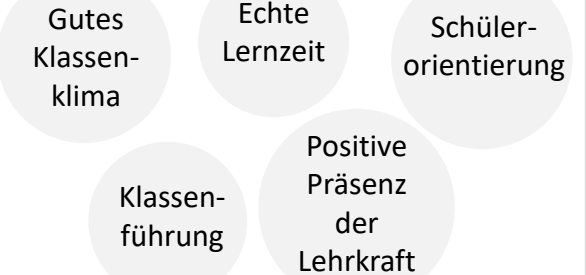 Gutes
Klassen-
klima
Echte
Lernzeit
Schüler-
orientierung
Klassen-
führung
Positive
Präsenz
der
Lehrkraft